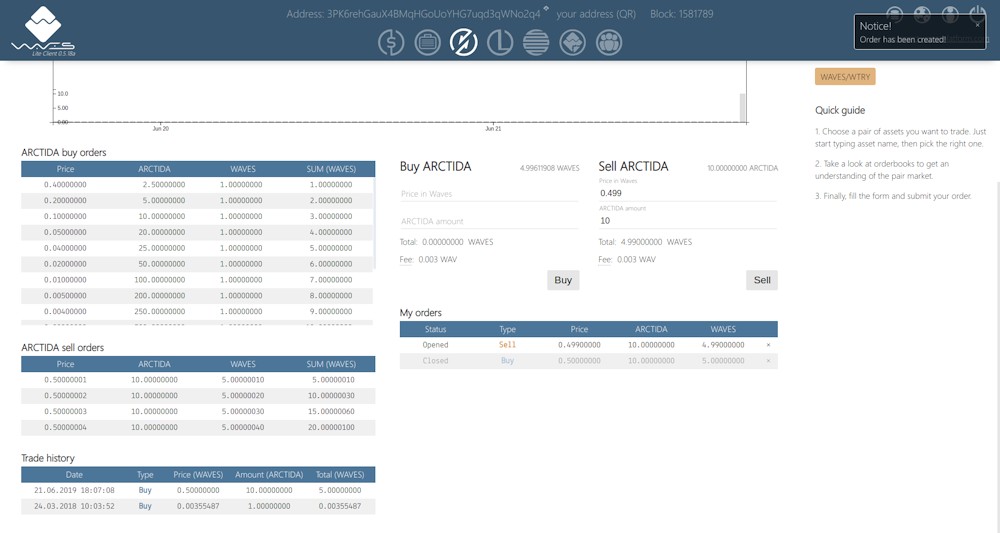 Address: 3PK6rehGauX4BMqHGoUoYHG7uqd3qWNo2q4 your address (QR) Block: 1581789
WAVES
Lite Client 0.5.18a
Notice!
Order has been created!
10.0
5.00
0.00
Jun 20 Jun 21
WAVES/WTRY
Quick guide
1. Choose a pair of assets you want to trade. Just
start typing asset name, then pick the right one.
2. Take a look at orderbooks to get an
understanding of the pair market.
3. Finally, fill the form and submit your order.
ARCTIDA buy orders
Price ARCTIDA WAVES SUM (WAVES)
0.40000000 2.50000000 1.00000000 1.00000000
0.20000000 5.00000000 1.00000000 2.00000000
0.10000000 10.00000000 1.00000000 3.00000000
0.05000000 20.00000000 1.00000000 4.00000000
0.04000000 25.00000000 1.00000000 5.00000000
0.02000000 50.00000000 1.00000000 6.00000000
0.01000000 100.00000000 1.00000000 7.00000000
0.00500000 200.00000000 1.00000000 8.00000000
0.00400000 250.00000000 1.00000000 9.00000000
ARCTIDA sell orders
Price ARCTIDA WAVES SUM (WAVES)
0.50000001 10.00000000 5.00000010 5.00000010
0.50000002 10.00000000 5.00000020 10.00000030
0.50000003 10.00000000 5.00000030 15.00000060
0.50000004 10.00000000 5.00000040 20.00000100
Trade history
Date Type Price (WAVES) Amount (ARCTIDA) Total (WAVES)
21.06.2019 18:07:08 Buy 0.50000000 10.00000000 5.00000000
24.03.2018 10:03:52 Buy 0.00355487 1.00000000 0.00355487
Buy ARCTIDA 4.99611908 WAVES
Price in Waves
ARCTIDA amount
Total: 0.00000000 WAVES
Fee: 0.003 WAV
Buy
Sell ARCTIDA 10.00000000 ARCTIDA
Price in Waves
0.499
ARCTIDA amount
10
Total: 4.99000000 WAVES
Fee: 0.003 WAV
Sell
My orders
Status Type Price ARCTIDA WAVES
Opened Sell 0.49900000 10.00000000 4.99000000 ×
Closed Buy 0.50000000 10.00000000 5.00000000 ×